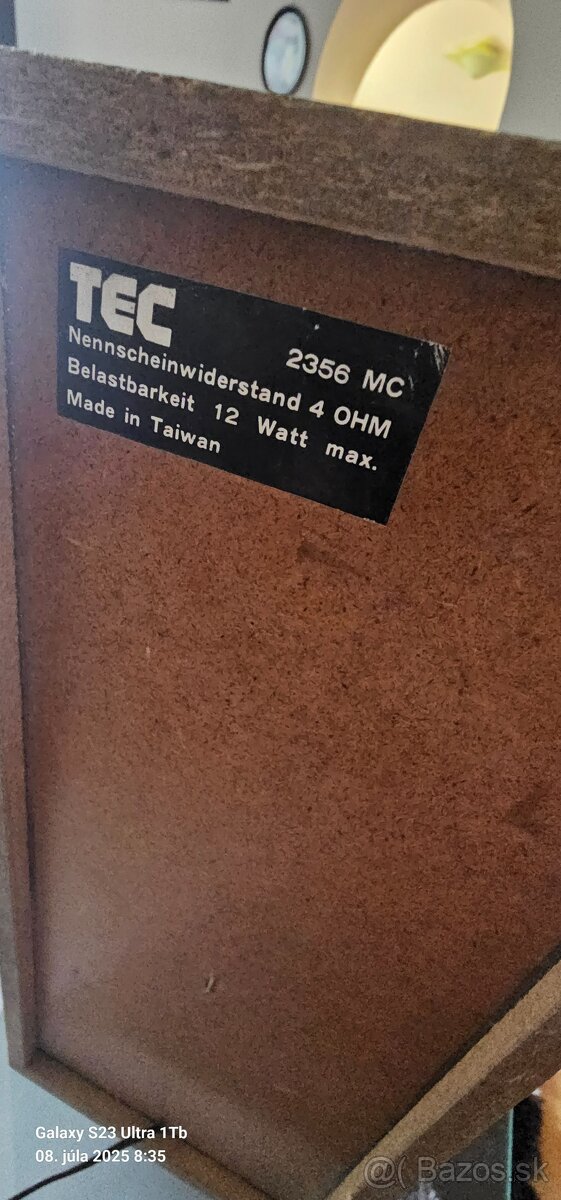 TEC
2356 MC
Nennscheinwiderstand 4 OHM
Belastbarkeit 12 Watt max.
Made in Taiwan
Galaxy S23 Ultra 1Tb
08. júla 2025 8:35
@( Bazos.sk